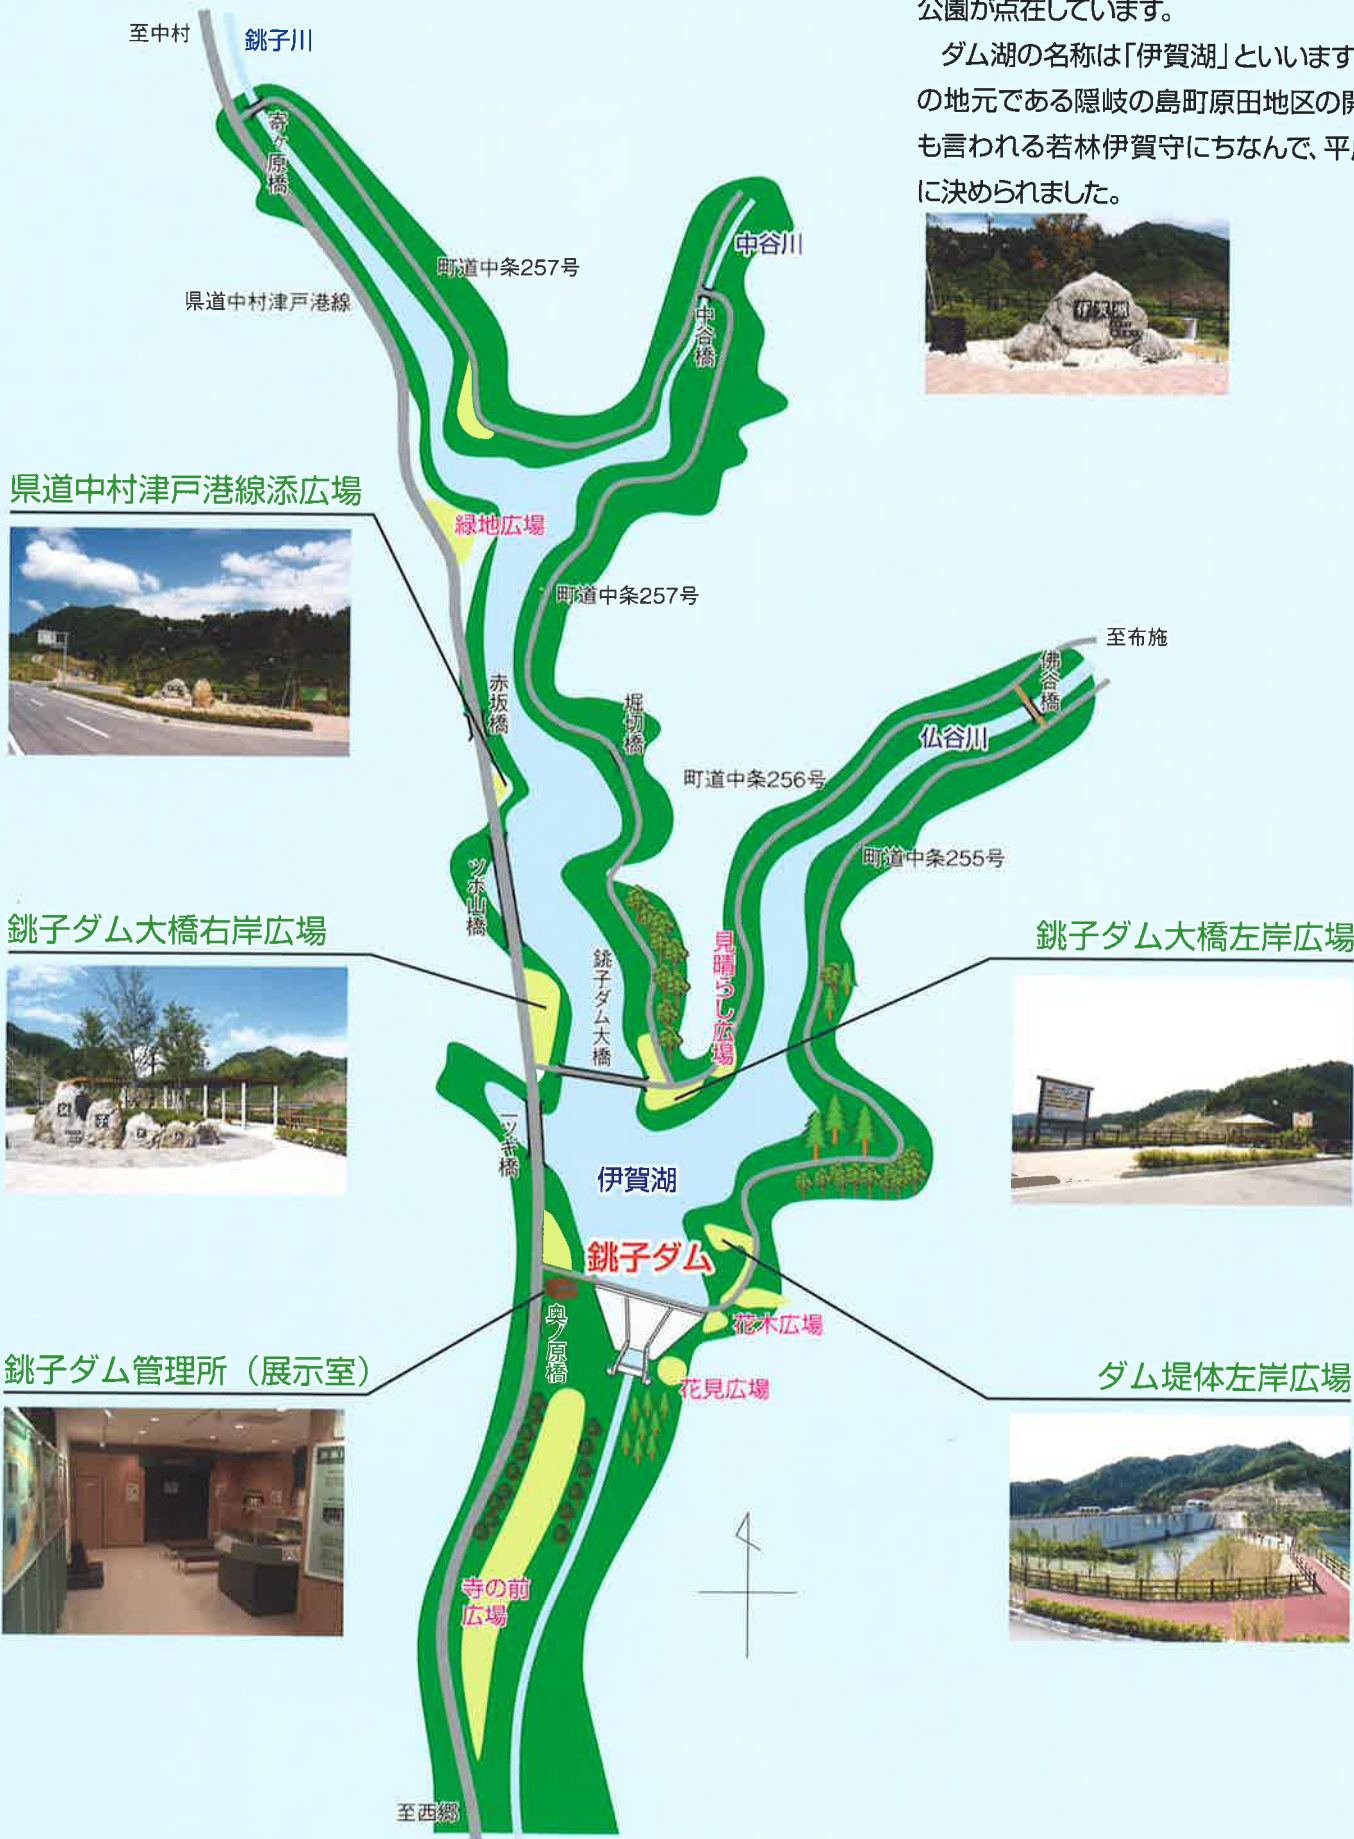 公園が点在しています。
ダム湖の名称は「伊賀湖」といいます
の地元である隠岐の島町原田地区の
も言われる若林伊賀守にちなんで、平
に決められました。
伊賀湖
至中村
銚子川
寄ヶ原橋
町道中条257号
県道中村津戸港線
中谷川
中谷橋
県道中村津戸港線添広場
緑地広場
町道中条257号
至布施
佛谷橋
仏谷川
赤坂橋
堀切橋
町道中条256号
町道中条255号
ツボ山橋
銚子ダム大橋右岸広場
銚子ダム大橋
見晴らし広場
銚子ダム大橋左岸広場
一ツギ橋
伊賀湖
銚子ダム
奥ノ原橋
花木広場
花見広場
銚子ダム管理所（展示室）
ダム堤体左岸広場
寺の前
広場
至西郷